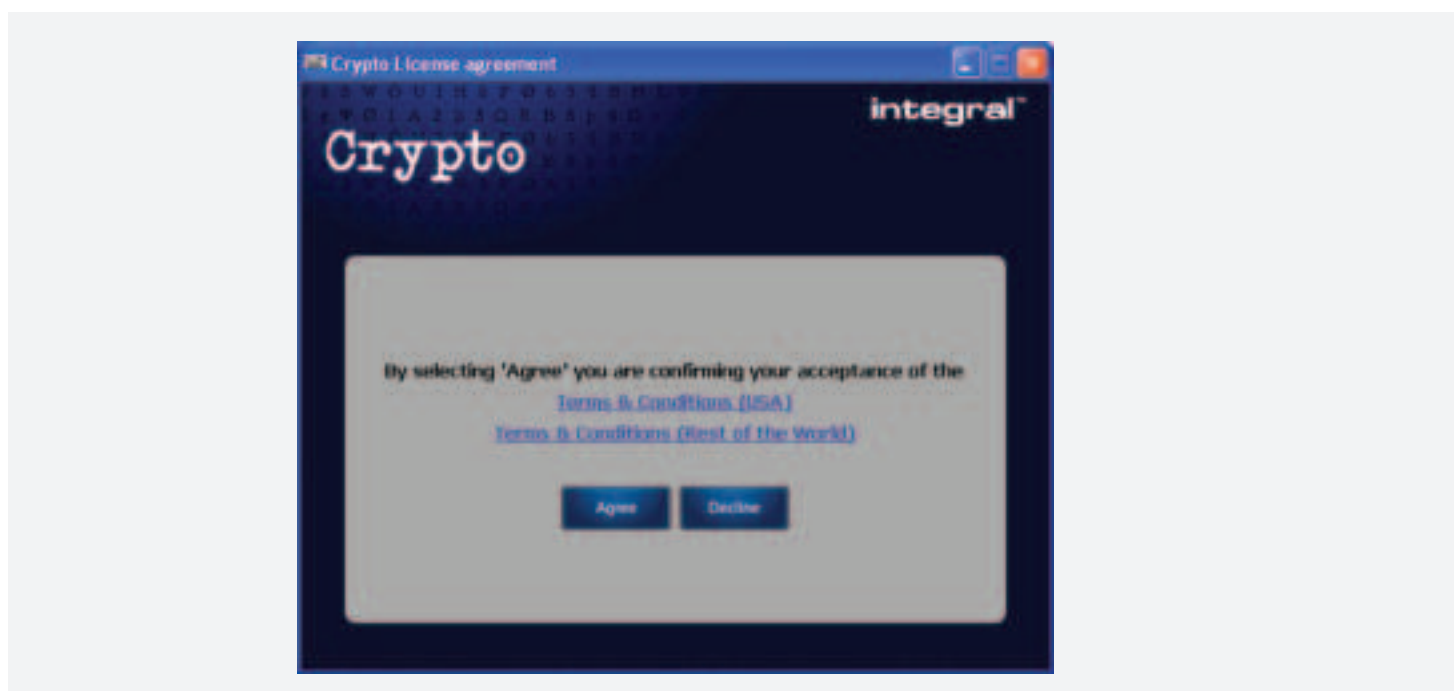 Crypto License agreement
integral™
Crypto
By selecting 'Agree' you are confirming your acceptance of the
Terms & Conditions (USA)
Terms & Conditions (Rest of the World)
Agree
Decline